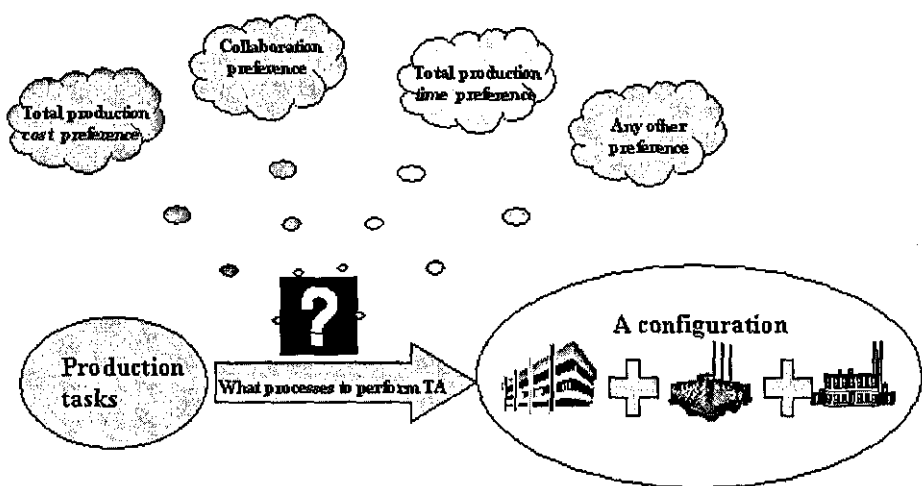 Collaboration
preference
Total production
cost preference
Total production
time preference
Any other
preference
?
A configuration
Production
tasks
What processes to perform TA